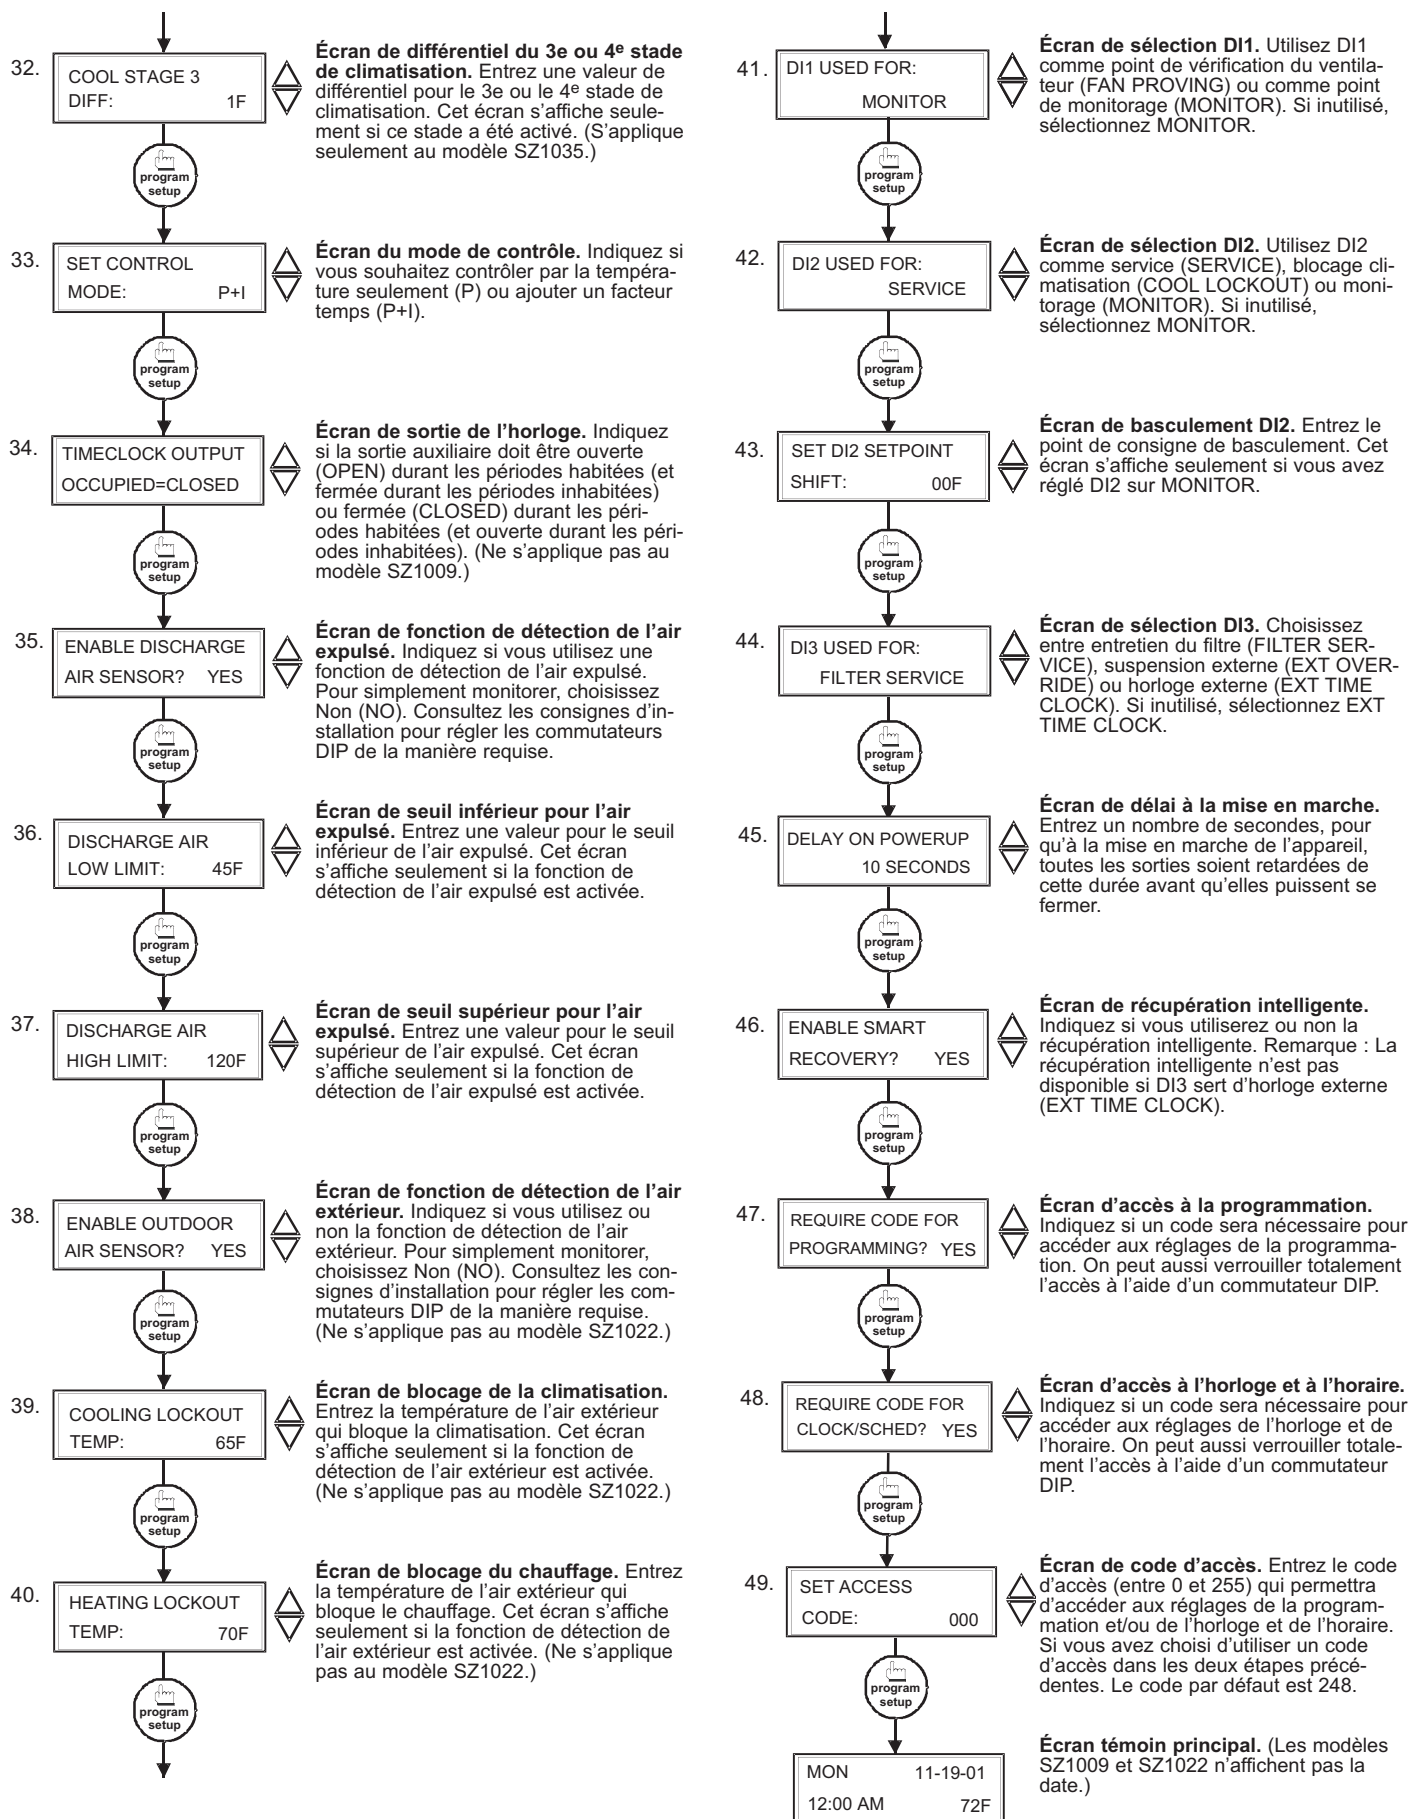 32.
COOL STAGE 3
DIFF: 1F
Écran de différentiel du 3e ou 4e stade
de climatisation. Entrez une valeur de
différentiel pour le 3e ou le 4e stade de
climatisation. Cet écran s’affiche seule-
ment si ce stade a été activé. (S’applique
seulement au modèle SZ1035.)
program
setup
33.
SET CONTROL
MODE: P+I
Écran du mode de contrôle. Indiquez si
vous souhaitez contrôler par la tempéra-
ture seulement (P) ou ajouter un facteur
temps (P+I).
program
setup
34.
TIMECLOCK OUTPUT
OCCUPIED=CLOSED
Écran de sortie de l’horloge. Indiquez
si la sortie auxiliaire doit être ouverte
(OPEN) durant les périodes habitées (et
fermée durant les périodes inhabitées)
ou fermée (CLOSED) durant les péri-
odes habitées (et ouverte durant les péri-
odes inhabitées). (Ne s’applique pas au
modèle SZ1009.)
program
setup
35.
ENABLE DISCHARGE
AIR SENSOR? YES
Écran de fonction de détection de l’air
expulsé. Indiquez si vous utilisez une
fonction de détection de l’air expulsé.
Pour simplement monitorer, choisissez
Non (NO). Consultez les consignes d’in-
stallation pour régler les commutateurs
DIP de la manière requise.
program
setup
36.
DISCHARGE AIR
LOW LIMIT: 45F
Écran de seuil inférieur pour l’air
expulsé. Entrez une valeur pour le seuil
inférieur de l’air expulsé. Cet écran
s’affiche seulement si la fonction de
détection de l’air expulsé est activée.
program
setup
37.
DISCHARGE AIR
HIGH LIMIT: 120F
Écran de seuil supérieur pour l’air
expulsé. Entrez une valeur pour le seuil
supérieur de l’air expulsé. Cet écran
s’affiche seulement si la fonction de
détection de l’air expulsé est activée.
program
setup
38.
ENABLE OUTDOOR
AIR SENSOR? YES
Écran de fonction de détection de l’air
extérieur. Indiquez si vous utilisez ou
non la fonction de détection de l’air
extérieur. Pour simplement monitorer,
choisissez Non (NO). Consultez les con-
signes d’installation pour régler les com-
mutateurs DIP de la manière requise.
(Ne s’applique pas au modèle SZ1022.)
program
setup
39.
COOLING LOCKOUT
TEMP: 65F
Écran de blocage de la climatisation.
Entrez la température de l’air extérieur
qui bloque la climatisation. Cet écran
s’affiche seulement si la fonction de
détection de l’air extérieur est activée.
(Ne s’applique pas au modèle SZ1022.)
program
setup
40.
HEATING LOCKOUT
TEMP: 70F
Écran de blocage du chauffage. Entrez
la température de l’air extérieur qui
bloque le chauffage. Cet écran s’affiche
seulement si la fonction de détection de
l’air extérieur est activée. (Ne s’applique
pas au modèle SZ1022.)
program
setup
41.
DI1 USED FOR:
MONITOR
Écran de sélection DI1. Utilisez DI1
comme point de vérification du ventila-
teur (FAN PROVING) ou comme point
de monitorage (MONITOR). Si inutilisé,
sélectionnez MONITOR.
program
setup
42.
DI2 USED FOR:
SERVICE
Écran de sélection DI2. Utilisez DI2
comme service (SERVICE), blocage cli-
matisation (COOL LOCKOUT) ou moni-
torage (MONITOR). Si inutilisé,
sélectionnez MONITOR.
program
setup
43.
SET DI2 SETPOINT
SHIFT: 00F
Écran de basculement DI2. Entrez le
point de consigne de basculement. Cet
écran s’affiche seulement si vous avez
réglé DI2 sur MONITOR.
program
setup
44.
DI3 USED FOR:
FILTER SERVICE
Écran de sélection DI3. Choisissez
entre entretien du filtre (FILTER SER-
VICE), suspension externe (EXT OVER-
RIDE) ou horloge externe (EXT TIME
CLOCK). Si inutilisé, sélectionnez EXT
TIME CLOCK.
program
setup
45.
DELAY ON POWERUP
10 SECONDS
Écran de délai à la mise en marche.
Entrez un nombre de secondes, pour
qu’à la mise en marche de l’appareil,
toutes les sorties soient retardées de
cette durée avant qu’elles puissent se
fermer.
program
setup
46.
ENABLE SMART
RECOVERY? YES
Écran de récupération intelligente.
Indiquez si vous utiliserez ou non la
récupération intelligente. Remarque : La
récupération intelligente n’est pas
disponible si DI3 sert d’horloge externe
(EXT TIME CLOCK).
program
setup
47.
REQUIRE CODE FOR
PROGRAMMING? YES
Écran d’accès à la programmation.
Indiquez si un code sera nécessaire pour
accéder aux réglages de la programma-
tion. On peut aussi verrouiller totalement
l’accès à l’aide d’un commutateur DIP.
program
setup
48.
REQUIRE CODE FOR
CLOCK/SCHED? YES
Écran d’accès à l’horloge et à l’horaire.
Indiquez si un code sera nécessaire pour
accéder aux réglages de l’horloge et de
l’horaire. On peut aussi verrouiller totale-
ment l’accès à l’aide d’un commutateur
DIP.
program
setup
49.
SET ACCESS
CODE: 000
Écran de code d’accès. Entrez le code
d’accès (entre 0 et 255) qui permettra
d’accéder aux réglages de la program-
mation et/ou de l’horloge et de l’horaire.
Si vous avez choisi d’utiliser un code
d’accès dans les deux étapes précé-
dentes. Le code par défaut est 248.
program
setup
MON 11-19-01
12:00 AM 72F
Écran témoin principal. (Les modèles
SZ1009 et SZ1022 n’affichent pas la
date.)